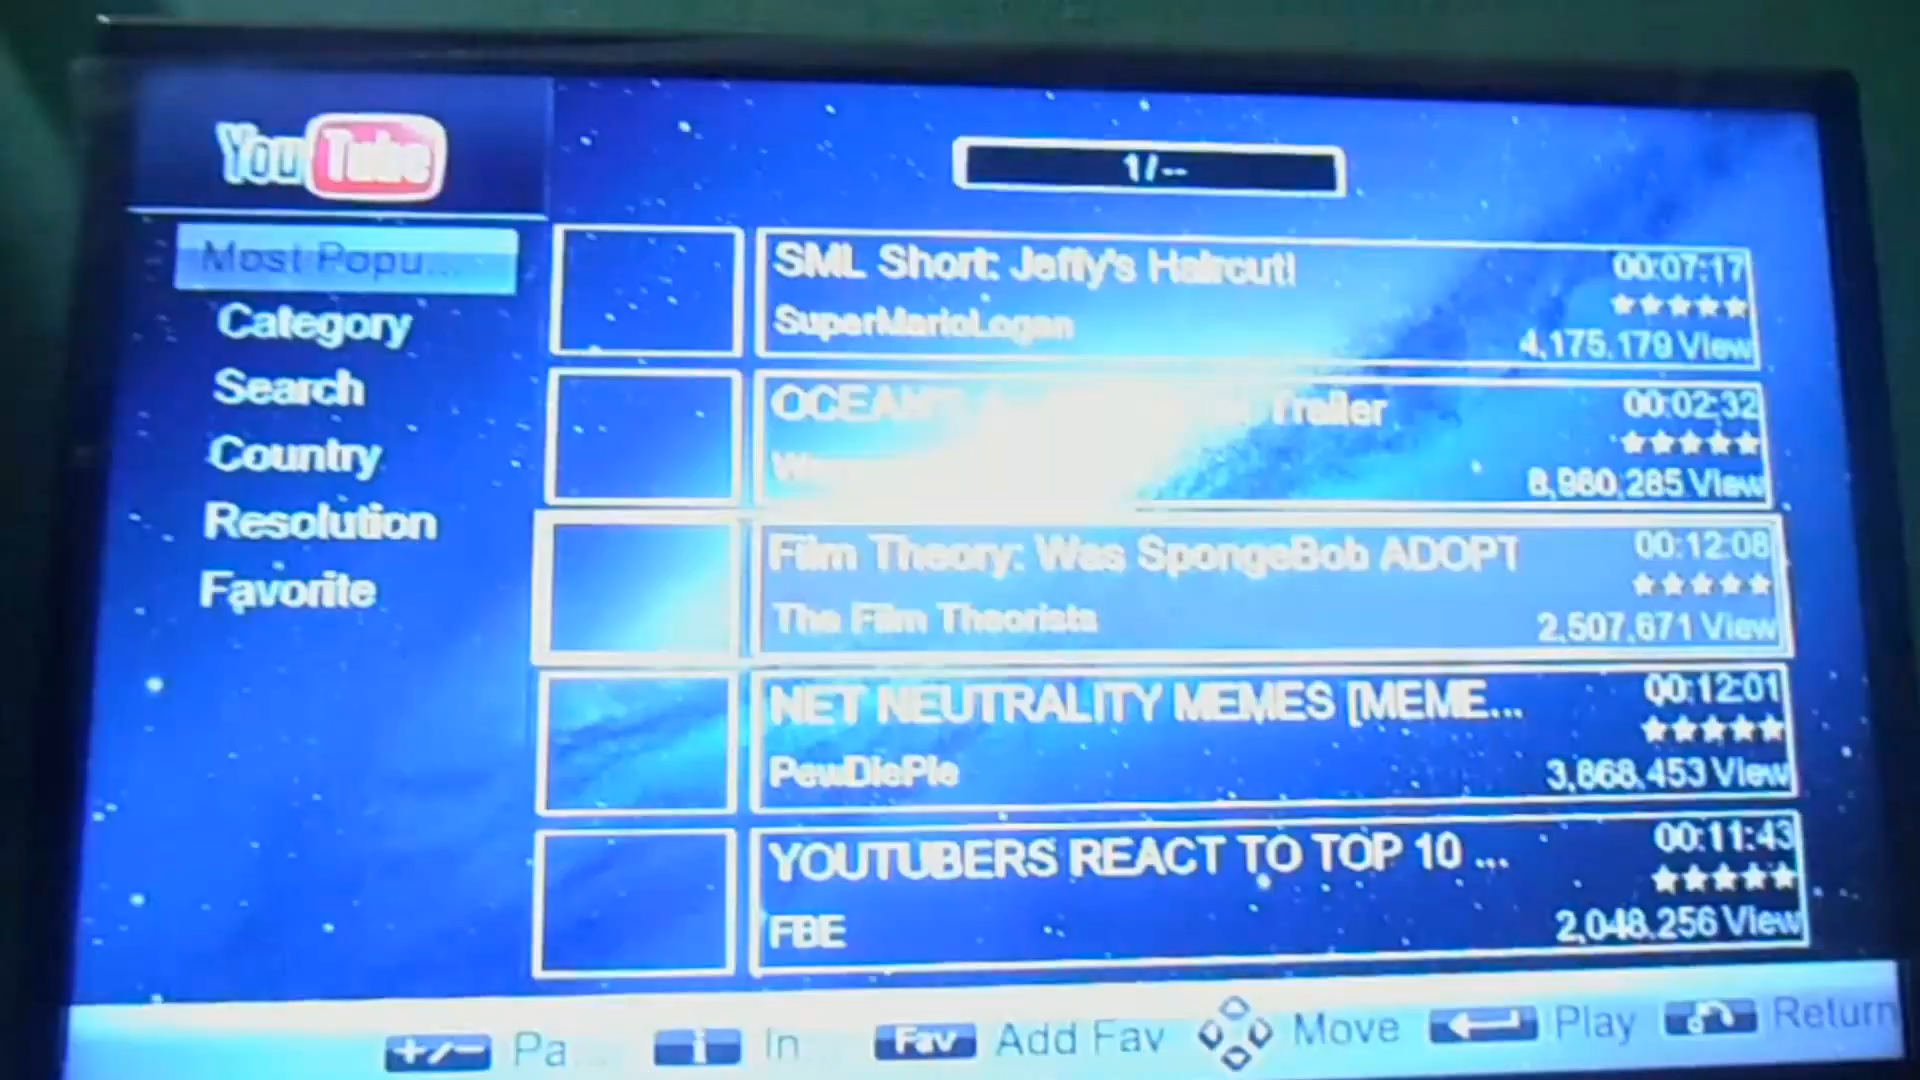 YouTube
1/--
Most Popu...
Category
Search
Country
Resolution
Favorite
SML Short: Jeffy's Haircut!
00:07:17
SuperMarioLogan
4,175,179 View
Trailer
00:02:32
8,980,285 View
Film Theory: Was SpongeBob ADOPT
00:12:08
The Film Theorists
2,507,671 View
NET NEUTRALITY MEMES [MEME...
00:12:01
PewDiePie
3,868,453 View
YOUTUBERS REACT TO TOP 10 ...
00:11:43
FBE
2,048,256 View
+/- Pa... i In... Fav Add Fav Move Play Return